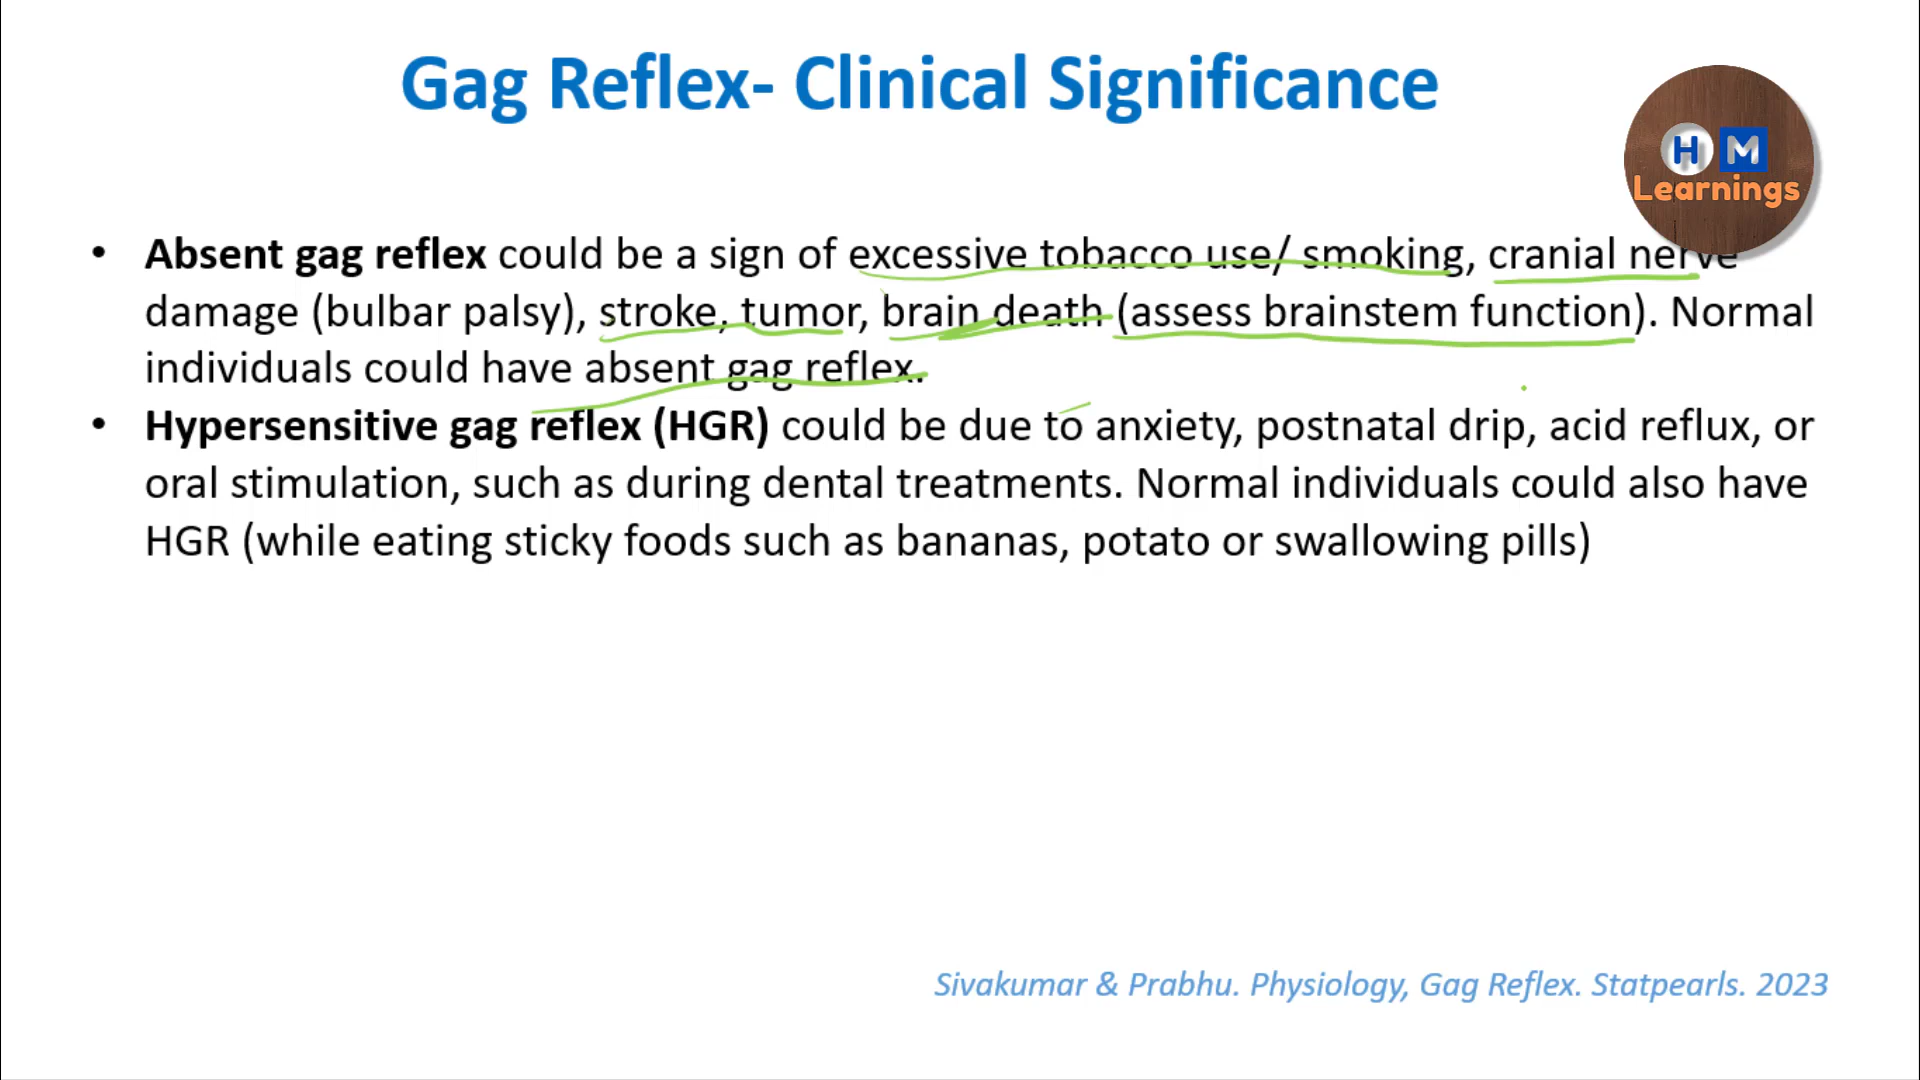 Gag Reflex- Clinical Significance
H M
Learnings
• Absent gag reflex could be a sign of excessive tobacco use/ smoking, cranial nerve
damage (bulbar palsy), stroke, tumor, brain death (assess brainstem function). Normal
individuals could have absent gag reflex.
• Hypersensitive gag reflex (HGR) could be due to anxiety, postnatal drip, acid reflux, or
oral stimulation, such as during dental treatments. Normal individuals could also have
HGR (while eating sticky foods such as bananas, potato or swallowing pills)
Sivakumar & Prabhu. Physiology, Gag Reflex. Statpearls. 2023